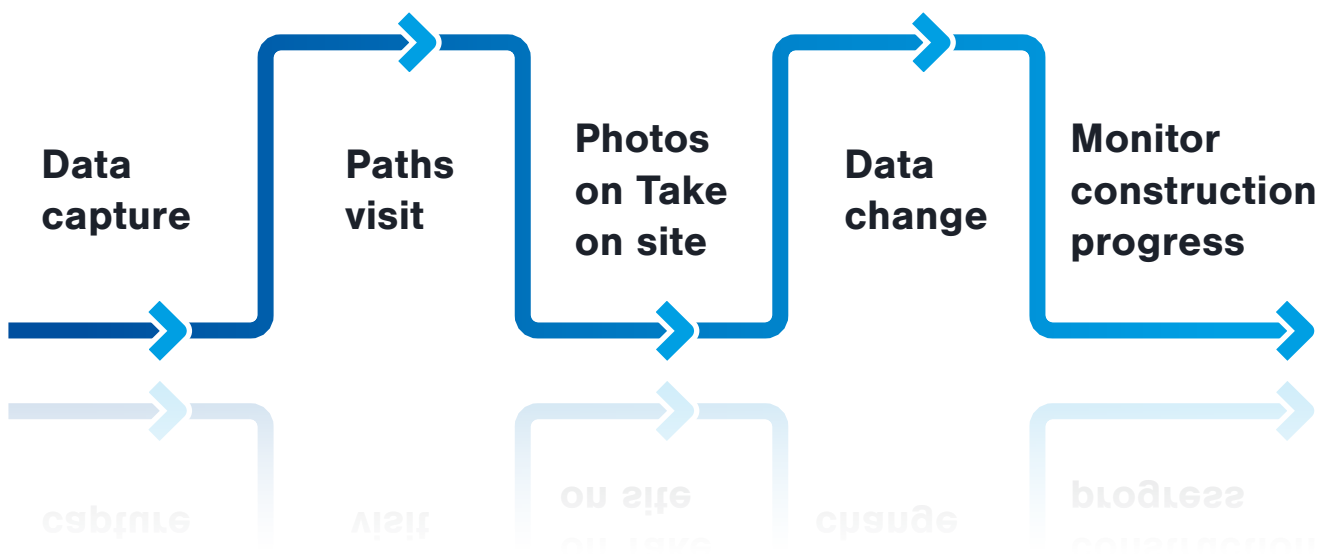 Data
capture
Paths
visit
Photos
on Take
on site
Data
change
Monitor
construction
progress